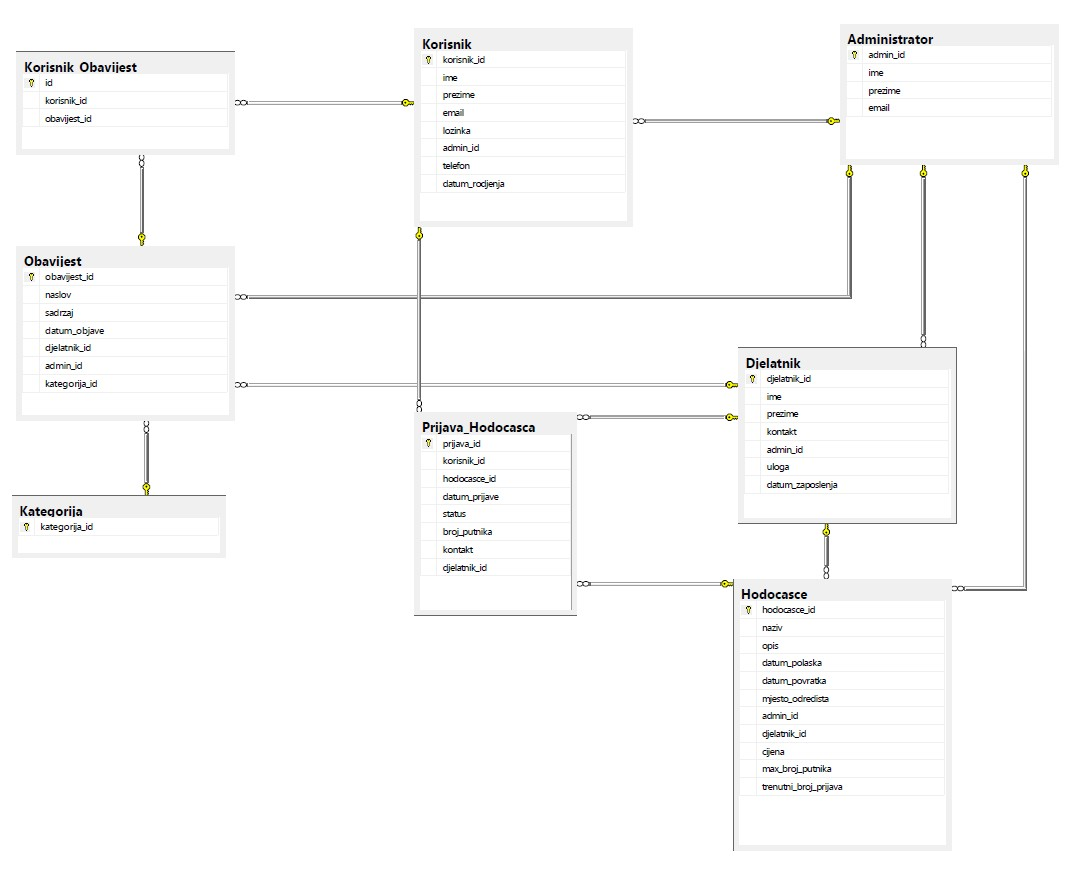 Korisnik_Obavijest
id
korisnik_id
obavijest_id
Korisnik
korisnik_id
ime
prezime
email
lozinka
admin_id
telefon
datum_rodjenja
Administrator
admin_id
ime
prezime
email
Obavijest
obavijest_id
naslov
sadrzaj
datum_objave
djelatnik_id
admin_id
kategorija_id
Kategorija
kategorija_id
Prijava_Hodocasca
prijava_id
korisnik_id
hodocasce_id
datum_prijave
status
broj_putnika
kontakt
djelatnik_id
Djelatnik
djelatnik_id
ime
prezime
kontakt
admin_id
uloga
datum_zaposlenja
Hodocasce
hodocasce_id
naziv
opis
datum_polaska
datum_povratka
mjesto_odredista
admin_id
djelatnik_id
cijena
max_broj_putnika
trenutni_broj_prijava